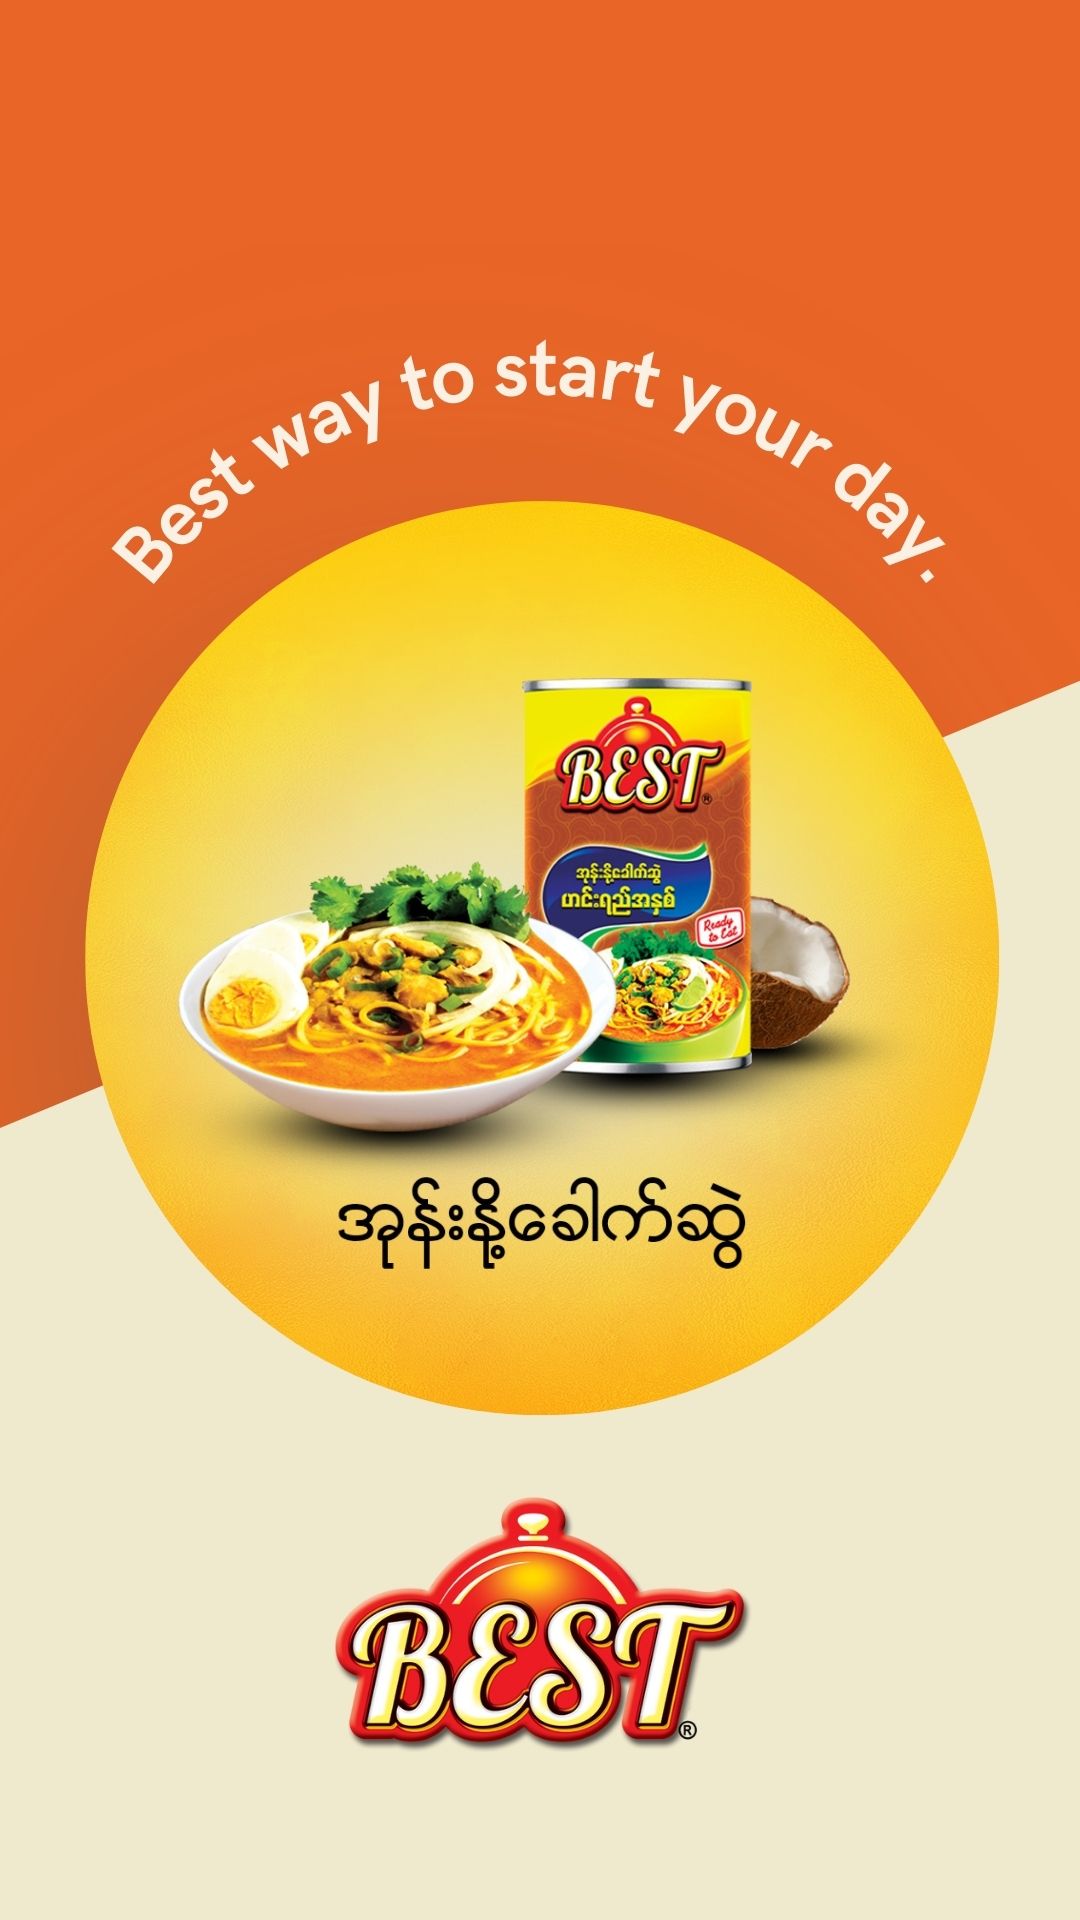 Best way to start your day.
BEST
အုန်းနို့ခေါက်ဆွဲ
ဟင်းရည်အနှစ်
Ready
to Eat
အုန်းနို့ခေါက်ဆွဲ
BEST®